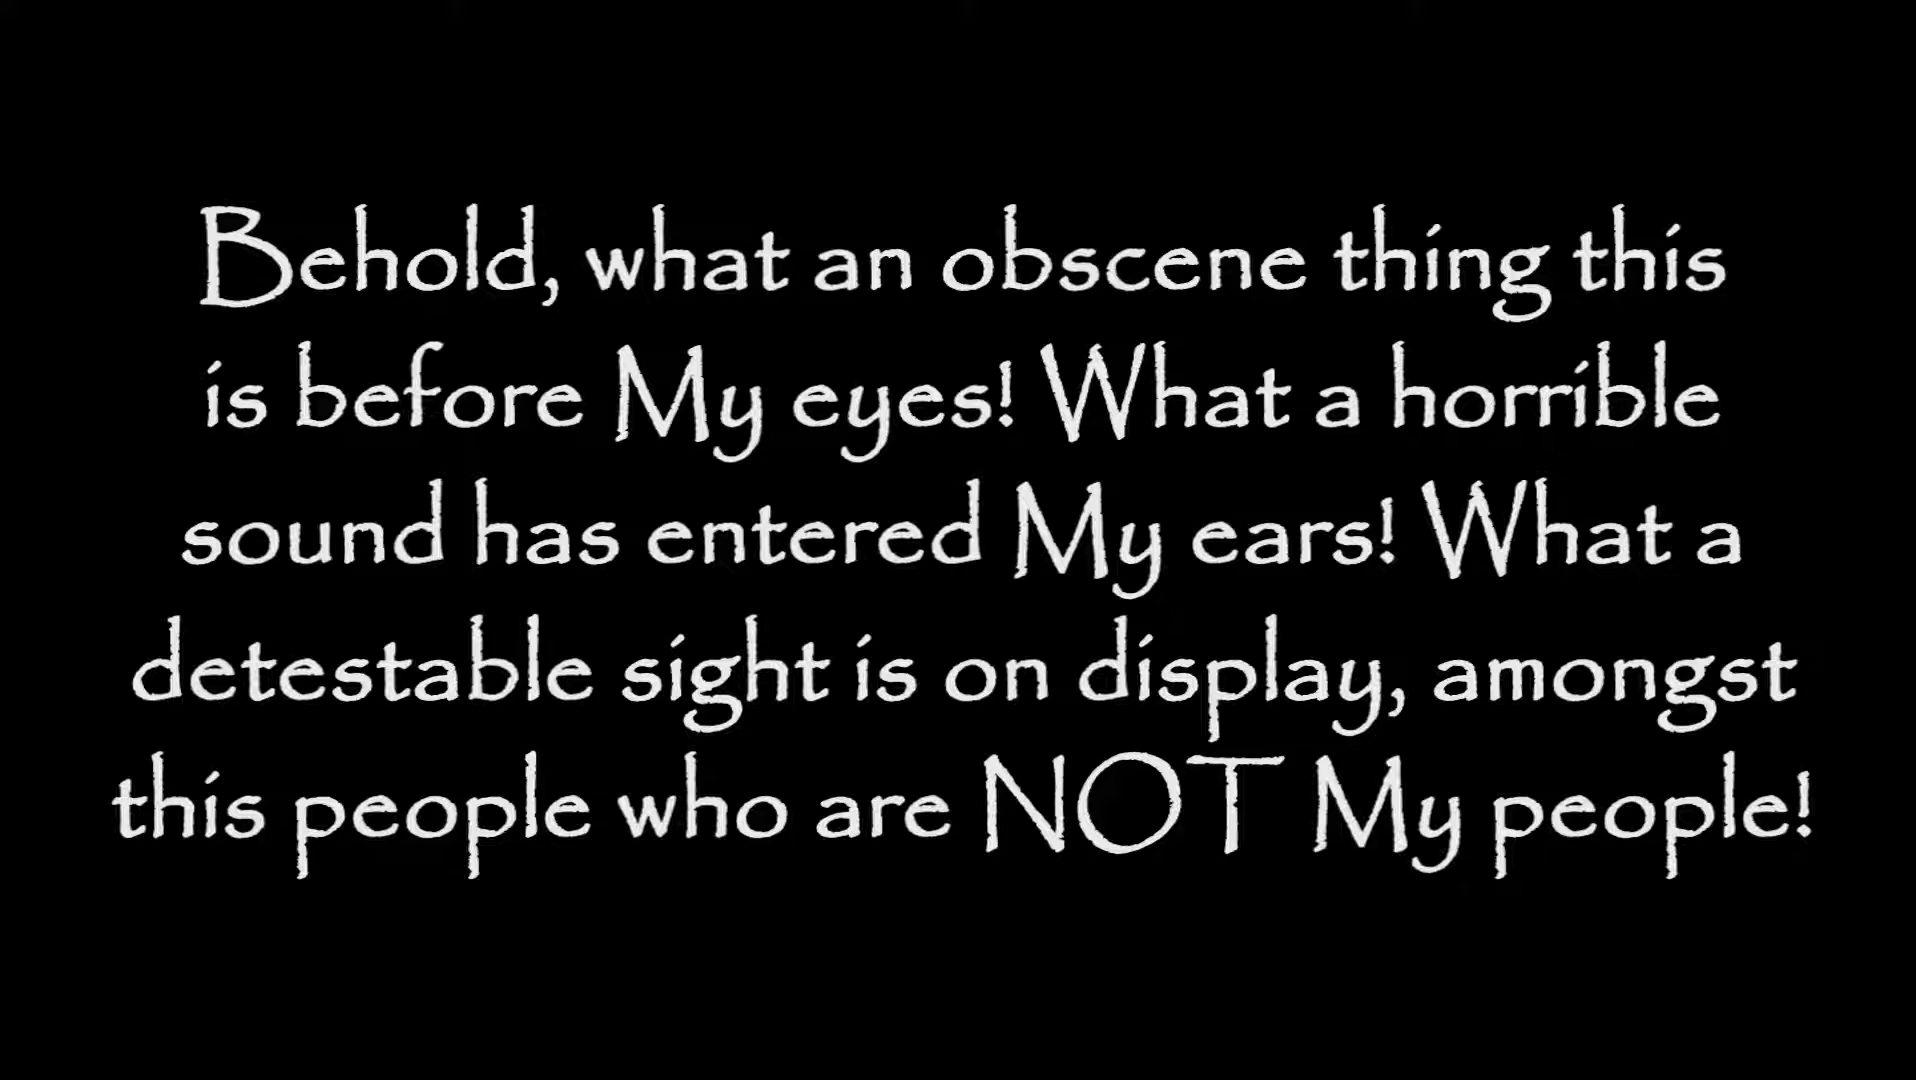 Behold, what an obscene thing this
is before My eyes! What a horrible
sound has entered My ears! What a
detestable sight is on display, amongst
this people who are NOT My people!